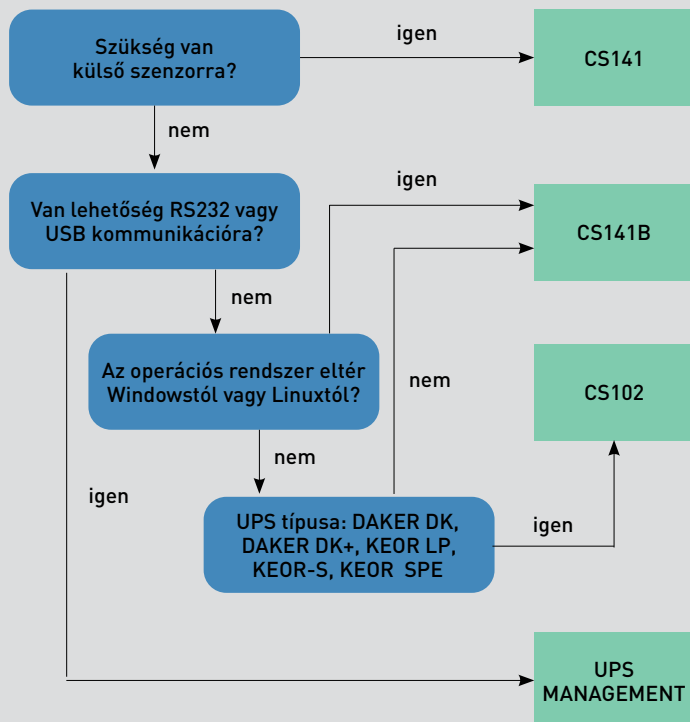 Szükség van
külső szenzorra?
igen
CS141
nem
Van lehetőség RS232 vagy
USB kommunikációra?
igen
CS141B
nem
Az operációs rendszer eltér
Windowstól vagy Linuxtól?
nem
CS102
nem
igen
UPS típusa: DAKER DK,
DAKER DK+, KEOR LP,
KEOR-S, KEOR SPE
igen
UPS
MANAGEMENT